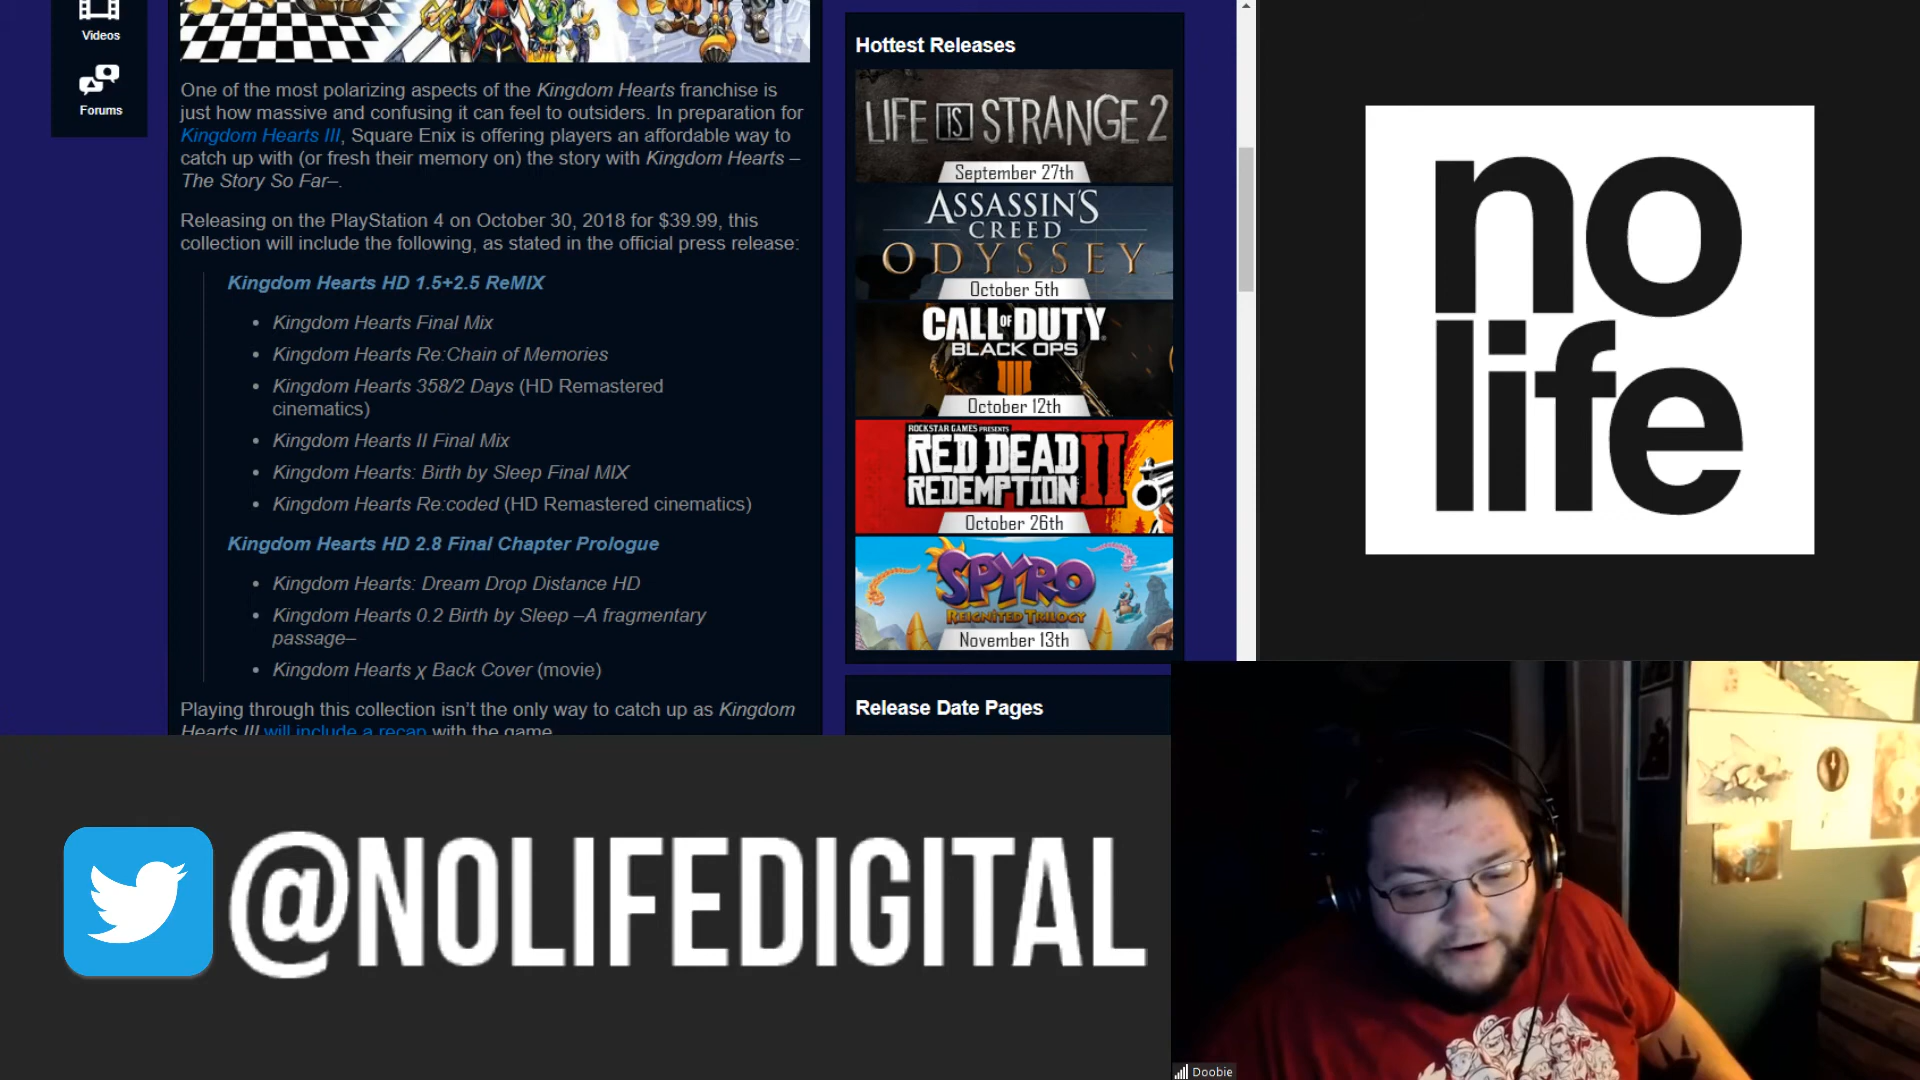 Videos
Forums
One of the most polarizing aspects of the Kingdom Hearts franchise is
just how massive and confusing it can feel to outsiders. In preparation for
Kingdom Hearts III, Square Enix is offering players an affordable way to
catch up with (or fresh their memory on) the story with Kingdom Hearts –
The Story So Far–.
Releasing on the PlayStation 4 on October 30, 2018 for $39.99, this
collection will include the following, as stated in the official press release:
Kingdom Hearts HD 1.5+2.5 ReMIX
• Kingdom Hearts Final Mix
• Kingdom Hearts Re:Chain of Memories
• Kingdom Hearts 358/2 Days (HD Remastered
cinematics)
• Kingdom Hearts II Final Mix
• Kingdom Hearts: Birth by Sleep Final MIX
• Kingdom Hearts Re:coded (HD Remastered cinematics)
Kingdom Hearts HD 2.8 Final Chapter Prologue
• Kingdom Hearts: Dream Drop Distance HD
• Kingdom Hearts 0.2 Birth by Sleep –A fragmentary
passage–
• Kingdom Hearts χ Back Cover (movie)
Playing through this collection isn't the only way to catch up as Kingdom
Hearts III will include a recap with the game
Hottest Releases
LIFE IS STRANGE 2
September 27th
ASSASSIN'S
CREED
ODYSSEY
October 5th
CALL OF DUTY
BLACK OPS
IIII
October 12th
ROCKSTAR GAMES PRESENTS
RED DEAD
REDEMPTION II
October 26th
SPYRO
REIGNITED TRILOGY
November 13th
Release Date Pages
no
life
@NOLIFEDIGITAL
Doobie